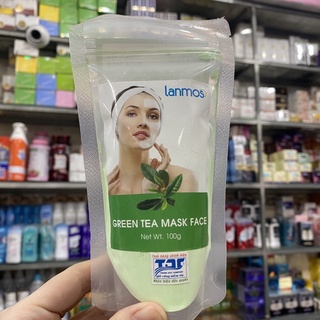 lanmos
GREEN TEA MASK FACE
Net Wt. 100g